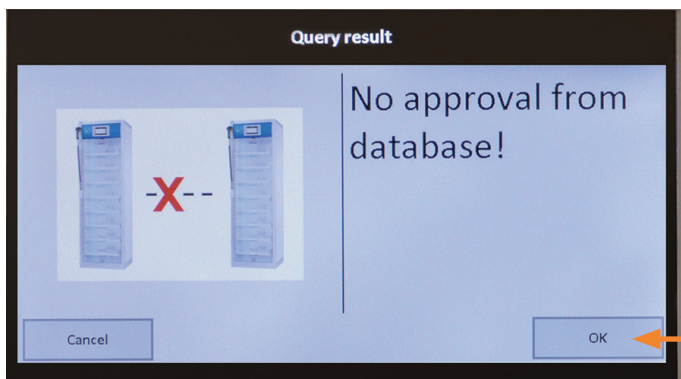 Query result
No approval from
database!
Cancel
OK